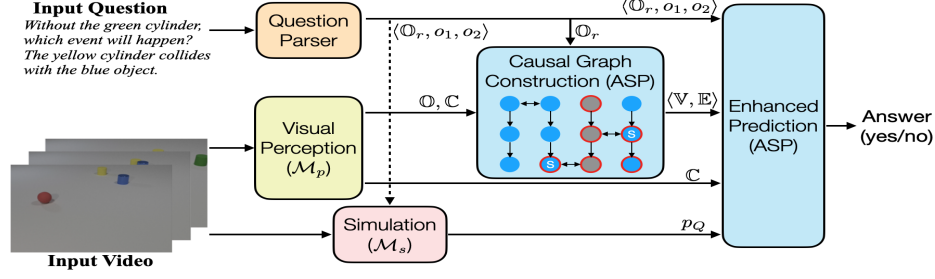 Input Question
Without the green cylinder,
which event will happen?
The yellow cylinder collides
with the blue object.
Question
Parser
⟨𝕆r, o1, o2⟩
⟨𝕆r, o1, o2⟩
𝕆r
Causal Graph
Construction (ASP)
S
S
𝕆, ℂ
⟨𝕍, 𝔼⟩
Visual
Perception
(ℳp)
ℂ
Enhanced
Prediction
(ASP)
Answer
(yes/no)
Simulation
(ℳs)
pQ
Input Video